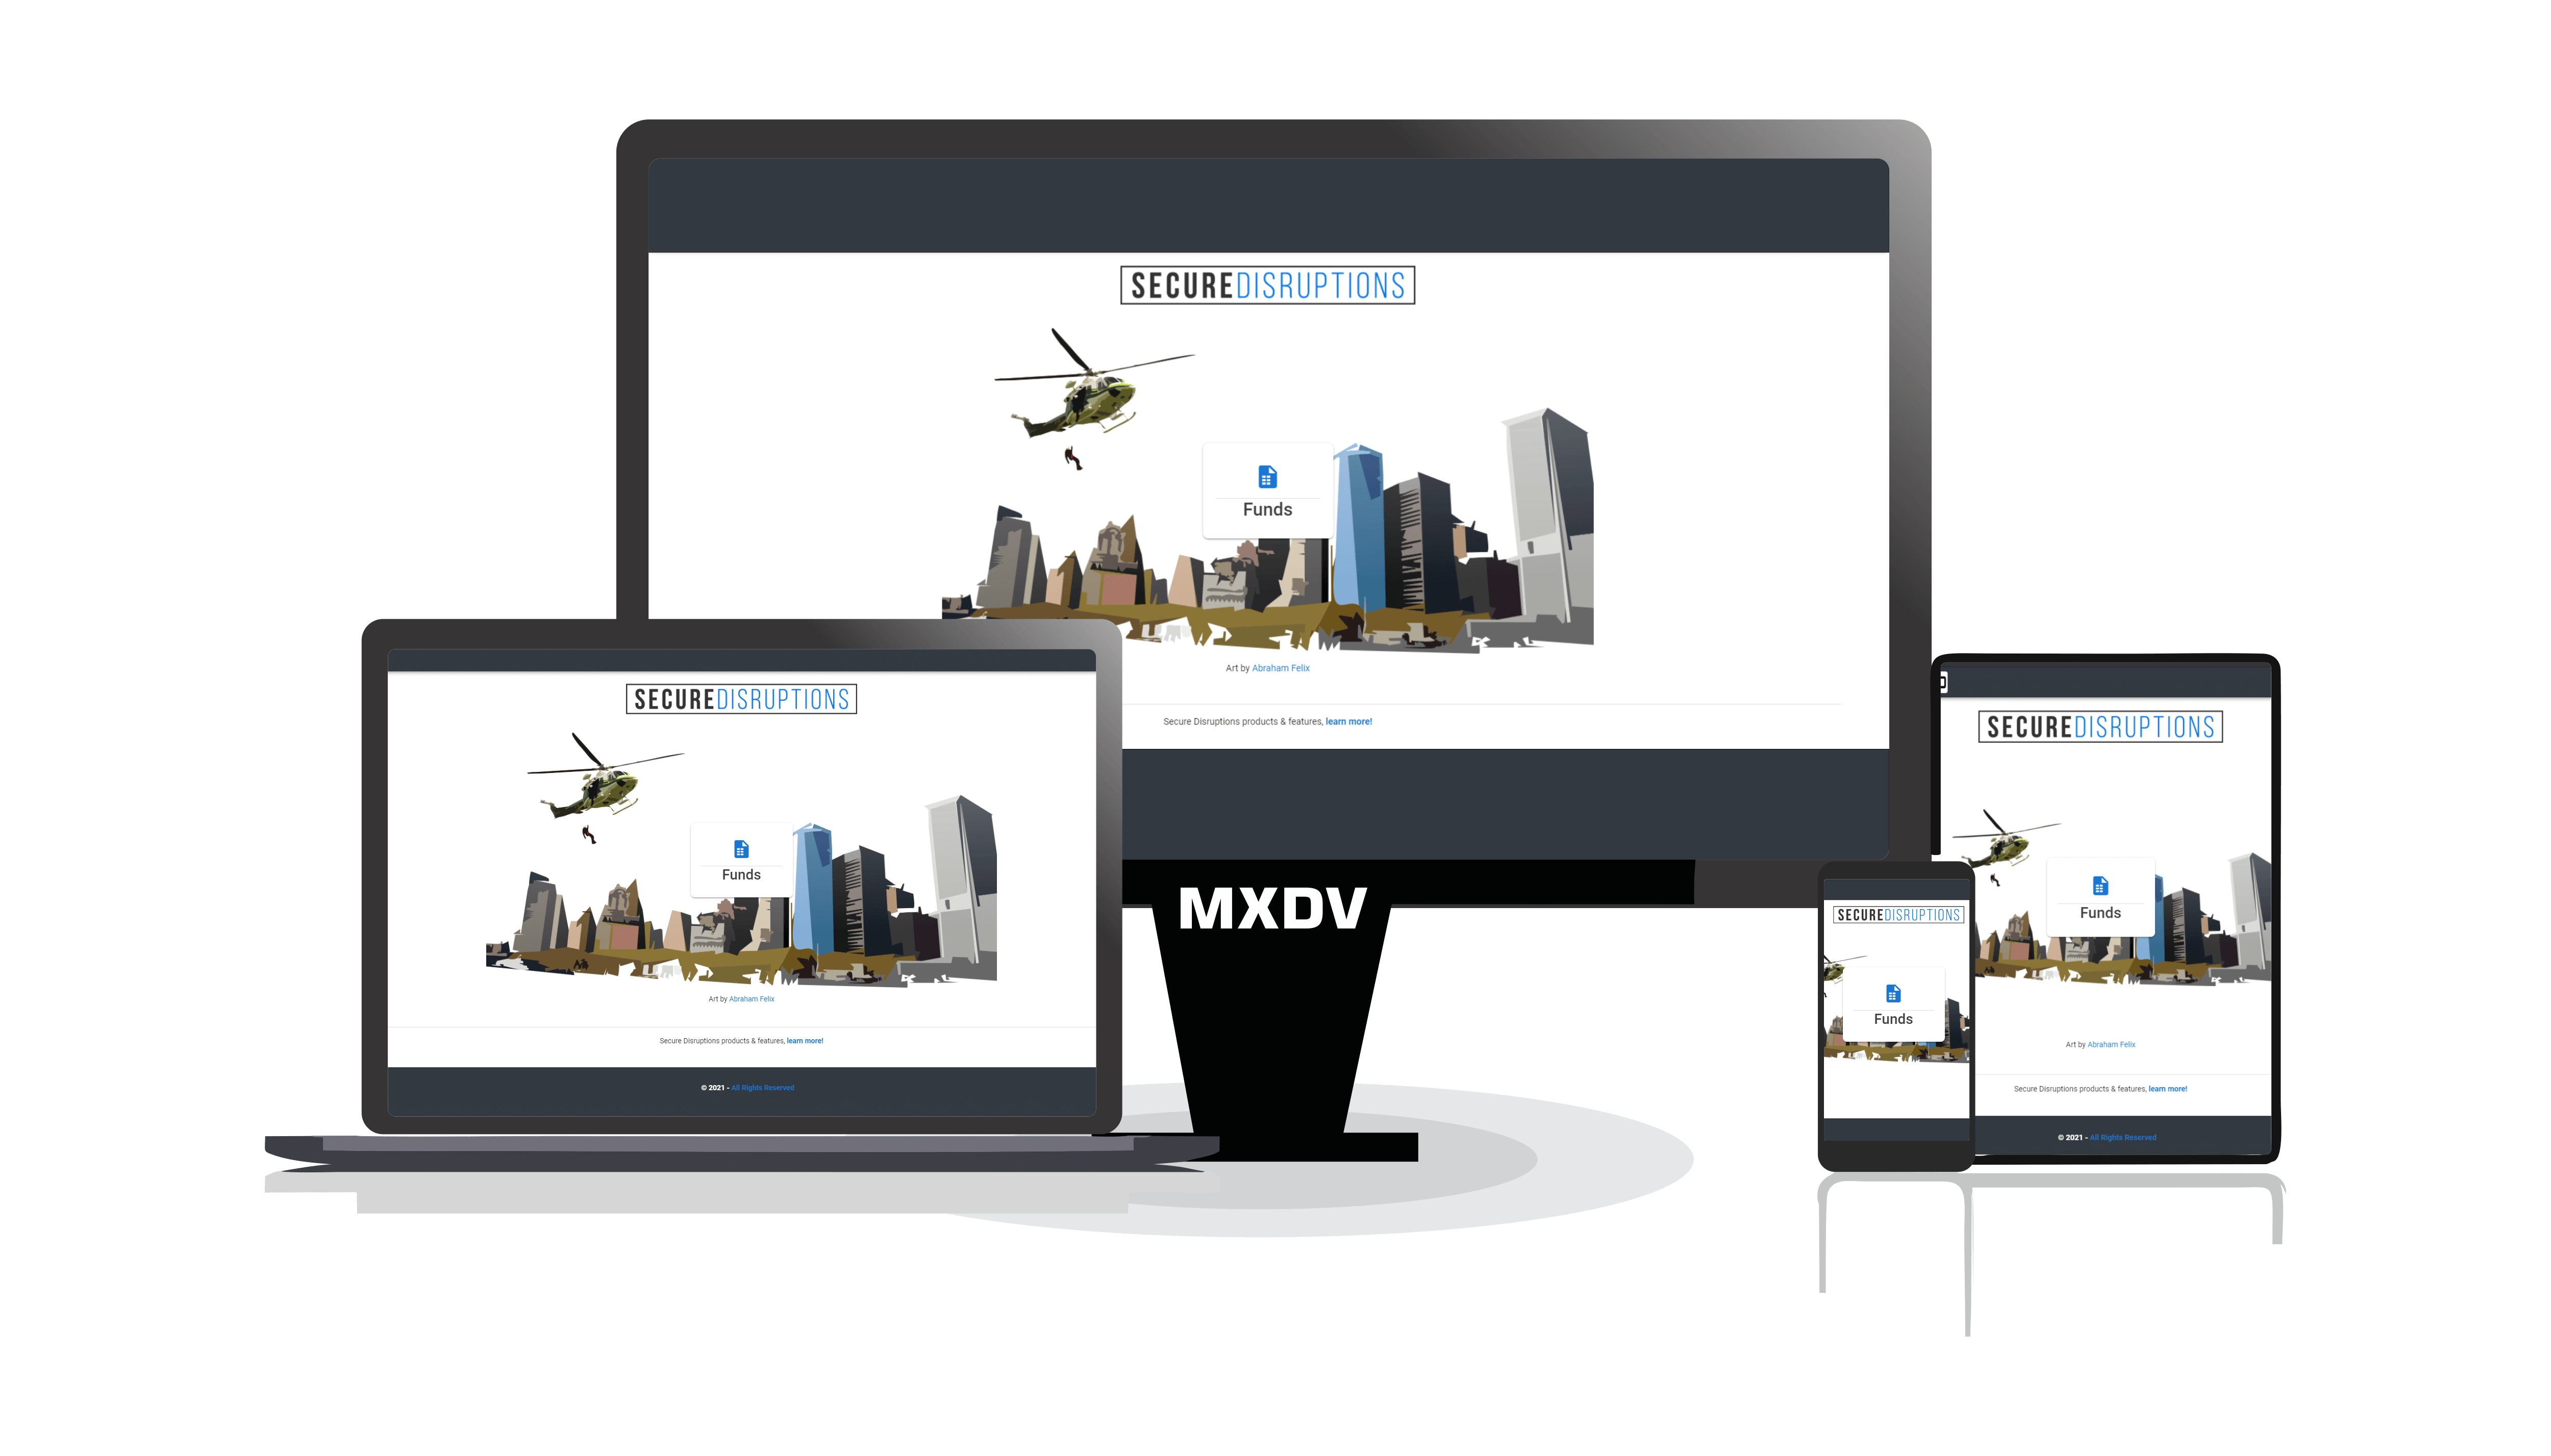 SECUREDISRUPTIONS
Funds
Art by Abraham Felix
Secure Disruptions products & features, learn more!
MXDV
SECUREDISRUPTIONS
Funds
Art by Abraham Felix
Secure Disruptions products & features, learn more!
© 2021 - All Rights Reserved
SECUREDISRUPTIONS
Funds
Art by Abraham Felix
Secure Disruptions products & features, learn more!
© 2021 - All Rights Reserved
SECUREDISRUPTIONS
Funds